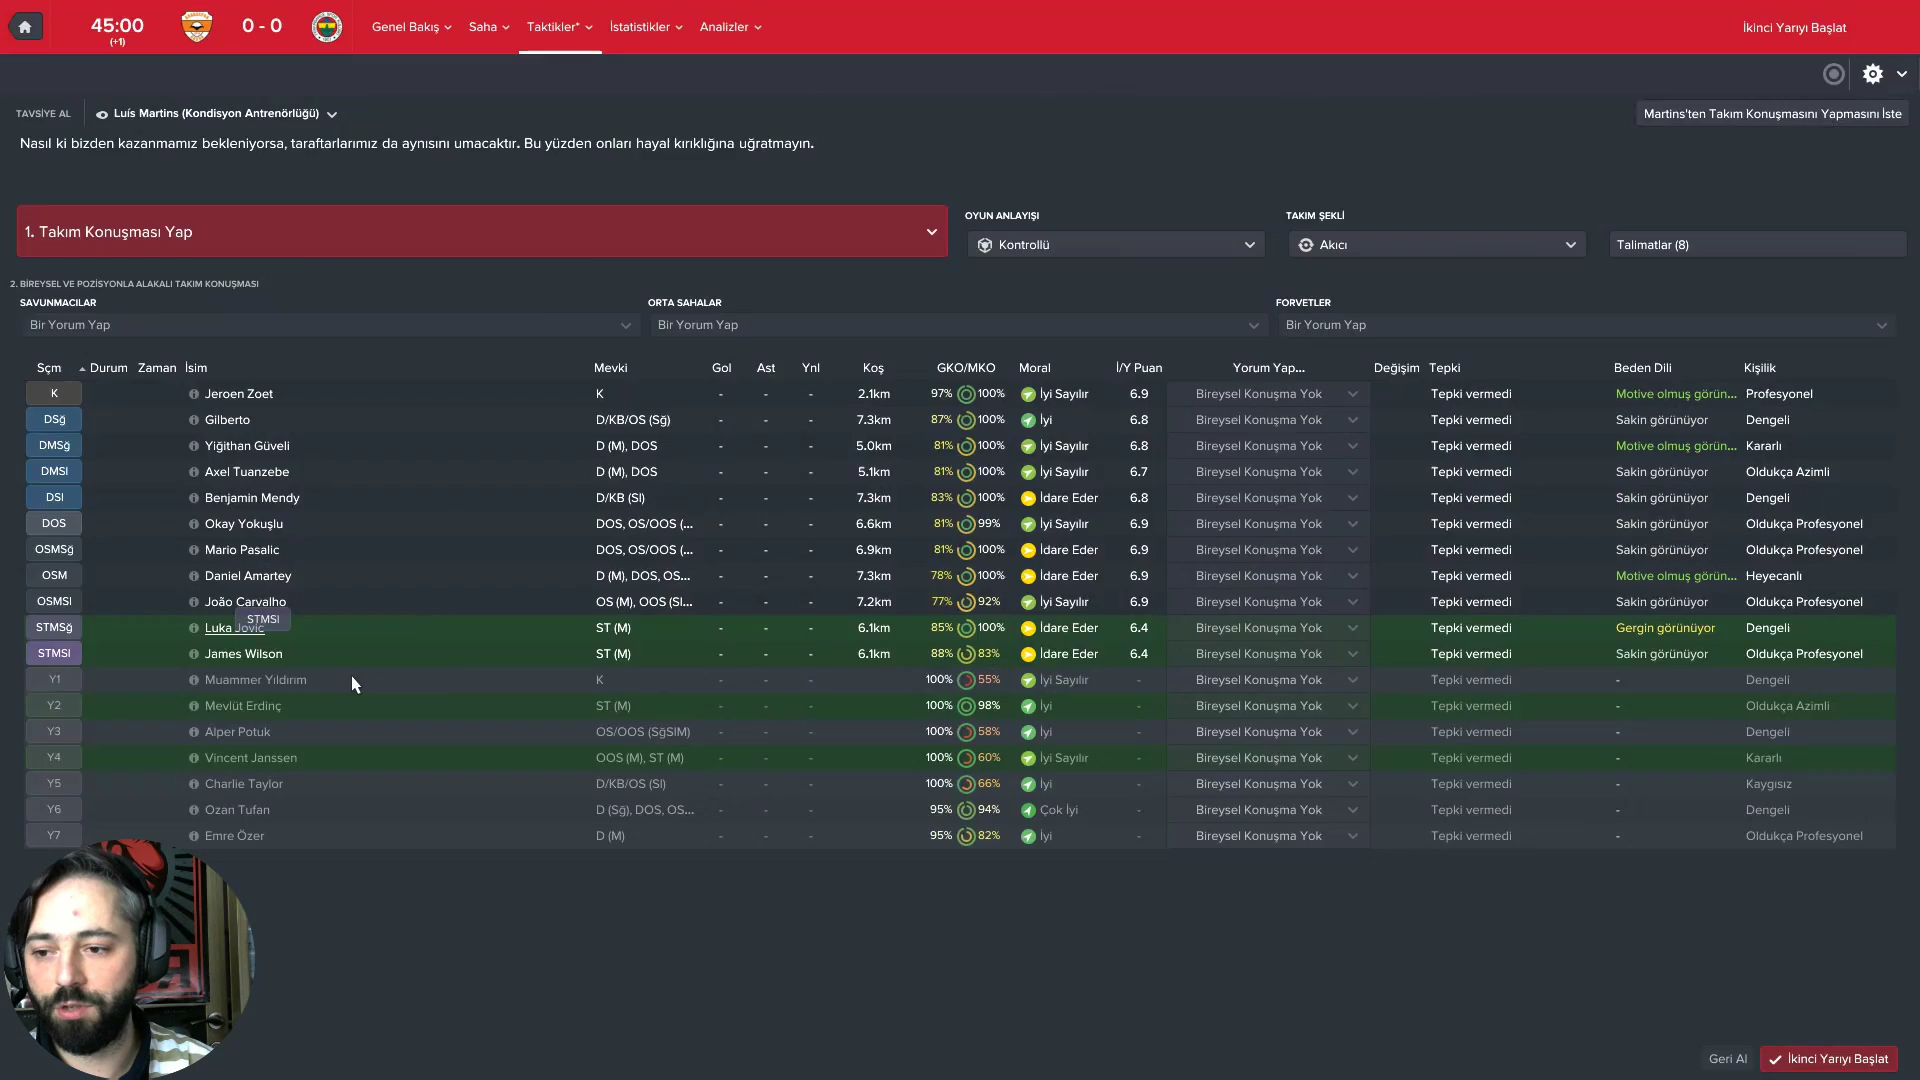 45:00
(+1)
0 - 0
Genel Bakış
Saha
Taktikler*
İstatistikler
Analizler
İkinci Yarıyı Başlat
TAVSİYE AL
Luís Martins (Kondisyon Antrenörlüğü)
Martins'ten Takım Konuşmasını Yapmasını İste
Nasıl ki bizden kazanmamız bekleniyorsa, taraftarlarımız da aynısını umacaktır. Bu yüzden onları hayal kırıklığına uğratmayın.
1. Takım Konuşması Yap
OYUN ANLAYIŞI
Kontrollü
TAKIM ŞEKLİ
Akıcı
Talimatlar (8)
2. BİREYSEL VE POZİSYONLA ALAKALI TAKIM KONUŞMASI
SAVUNMACILAR
ORTA SAHALAR
FORVETLER
Bir Yorum Yap
Bir Yorum Yap
Bir Yorum Yap
Sçm Durum Zaman İsim Mevki Gol Ast Ynl Koş GKO/MKO Moral İ/Y Puan Yorum Yap... Değişim Tepki Beden Dili Kişilik
K Jeroen Zoet K - - - 2.1km 97% 100% İyi Sayılır 6.9 Bireysel Konuşma Yok Tepki vermedi Motive olmuş görün... Profesyonel
DSğ Gilberto D/KB/OS (Sğ) - - - 7.3km 87% 100% İyi 6.8 Bireysel Konuşma Yok Tepki vermedi Sakin görünüyor Dengeli
DMSğ Yiğithan Güveli D (M), DOS - - - 5.0km 81% 100% İyi Sayılır 6.8 Bireysel Konuşma Yok Tepki vermedi Motive olmuş görün... Kararlı
DMSl Axel Tuanzebe D (M), DOS - - - 5.1km 81% 100% İyi Sayılır 6.7 Bireysel Konuşma Yok Tepki vermedi Sakin görünüyor Oldukça Azimli
DSl Benjamin Mendy D/KB (Sl) - - - 7.3km 83% 100% İdare Eder 6.8 Bireysel Konuşma Yok Tepki vermedi Sakin görünüyor Dengeli
DOS Okay Yokuşlu DOS, OS/OOS (... - - - 6.6km 81% 99% İyi Sayılır 6.9 Bireysel Konuşma Yok Tepki vermedi Sakin görünüyor Oldukça Profesyonel
OSMSğ Mario Pasalic DOS, OS/OOS (... - - - 6.9km 81% 100% İdare Eder 6.9 Bireysel Konuşma Yok Tepki vermedi Sakin görünüyor Oldukça Profesyonel
OSM Daniel Amartey D (M), DOS, OS... - - - 7.3km 78% 100% İdare Eder 6.9 Bireysel Konuşma Yok Tepki vermedi Motive olmuş görün... Heyecanlı
OSMSl João Carvalho OS (M), OOS (Sl... - - - 7.2km 77% 92% İyi Sayılır 6.9 Bireysel Konuşma Yok Tepki vermedi Sakin görünüyor Oldukça Profesyonel
STMSl
STMSğ Luka Jovic ST (M) - - - 6.1km 85% 100% İdare Eder 6.4 Bireysel Konuşma Yok Tepki vermedi Gergin görünüyor Dengeli
STMSl James Wilson ST (M) - - - 6.1km 88% 83% İdare Eder 6.4 Bireysel Konuşma Yok Tepki vermedi Sakin görünüyor Oldukça Profesyonel
Y1 Muammer Yıldırım K - - - 100% 55% İyi Sayılır - Bireysel Konuşma Yok Tepki vermedi - Dengeli
Y2 Mevlüt Erdinç ST (M) - - - 100% 98% İyi - Bireysel Konuşma Yok Tepki vermedi - Oldukça Azimli
Y3 Alper Potuk OS/OOS (SğSlM) - - - 100% 58% İyi - Bireysel Konuşma Yok Tepki vermedi - Dengeli
Y4 Vincent Janssen OOS (M), ST (M) - - - 100% 60% İyi Sayılır - Bireysel Konuşma Yok Tepki vermedi - Kararlı
Y5 Charlie Taylor D/KB/OS (Sl) - - - 100% 66% İyi - Bireysel Konuşma Yok Tepki vermedi - Kaygısız
Y6 Ozan Tufan D (Sğ), DOS, OS... - - - 95% 94% Çok İyi - Bireysel Konuşma Yok Tepki vermedi - Dengeli
Y7 Emre Özer D (M) - - - 95% 82% İyi - Bireysel Konuşma Yok Tepki vermedi - Oldukça Profesyonel
Geri Al
İkinci Yarıyı Başlat